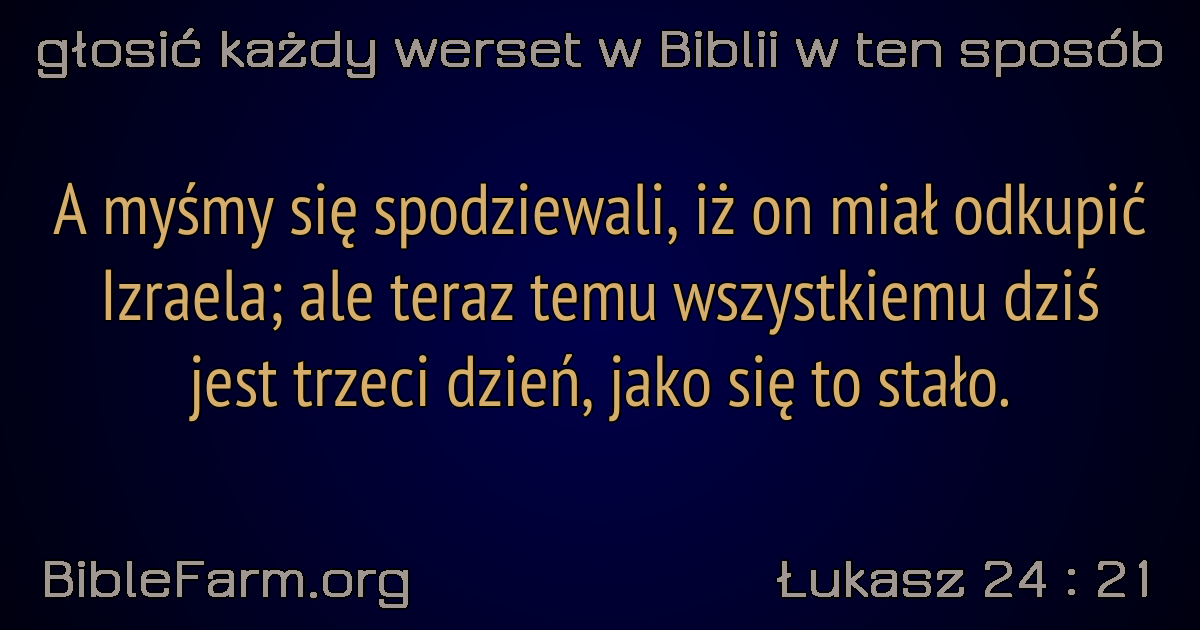 głosić każdy werset w Biblii w ten sposób
A myśmy się spodziewali, iż on miał odkupić
Izraela; ale teraz temu wszystkiemu dziś
jest trzeci dzień, jako się to stało.
BibleFarm.org
Łukasz 24 : 21